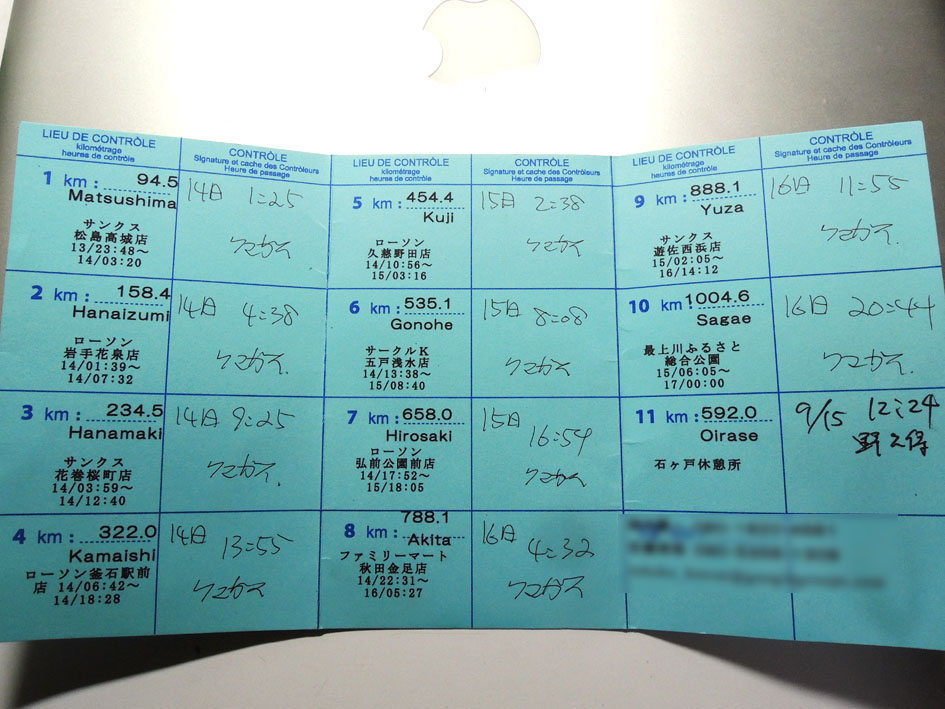 LIEU DE CONTRÔLE
kilométrage
heures de contrôle
CONTRÔLE
Signature et cache des Contrôleurs
Heure de passage
1 km : 94.5
Matsushima
サンクス
松島高城店
13/23:48~
14/03:20
14日 1:25
2 km : 158.4
Hanaizumi
ローソン
岩手花泉店
14/01:39~
14/07:32
14日 4:38
3 km : 234.5
Hanamaki
サンクス
花巻桜町店
14/03:59~
14/12:40
14日 9:25
4 km : 322.0
Kamaishi
ローソン釜石駅前
店 14/06:42~
14/18:28
14日 13:55
LIEU DE CONTRÔLE
kilométrage
heures de contrôle
CONTRÔLE
Signature et cache des Contrôleurs
Heure de passage
5 km : 454.4
Kuji
ローソン
久慈野田店
14/10:56~
15/03:16
15日 2:38
6 km : 535.1
Gonohe
サークルK
五戸浅水店
14/13:38~
15/08:40
15日 8:08
7 km : 658.0
Hirosaki
ローソン
弘前公園前店
14/17:52~
15/18:05
15日
16:54
8 km : 788.1
Akita
ファミリーマート
秋田金足店
14/22:31~
16/05:27
16日
4:32
LIEU DE CONTRÔLE
kilométrage
heures de contrôle
CONTRÔLE
Signature et cache des Contrôleurs
Heure de passage
9 km : 888.1
Yuza
サンクス
遊佐西浜店
15/02:05~
16/14:12
16日 11:55
10 km : 1004.6
Sagae
最上川ふるさと
総合公園
15/06:05~
17/00:00
16日 20:44
11 km : 592.0
Oirase
石ヶ戸休憩所
9/15 12:24